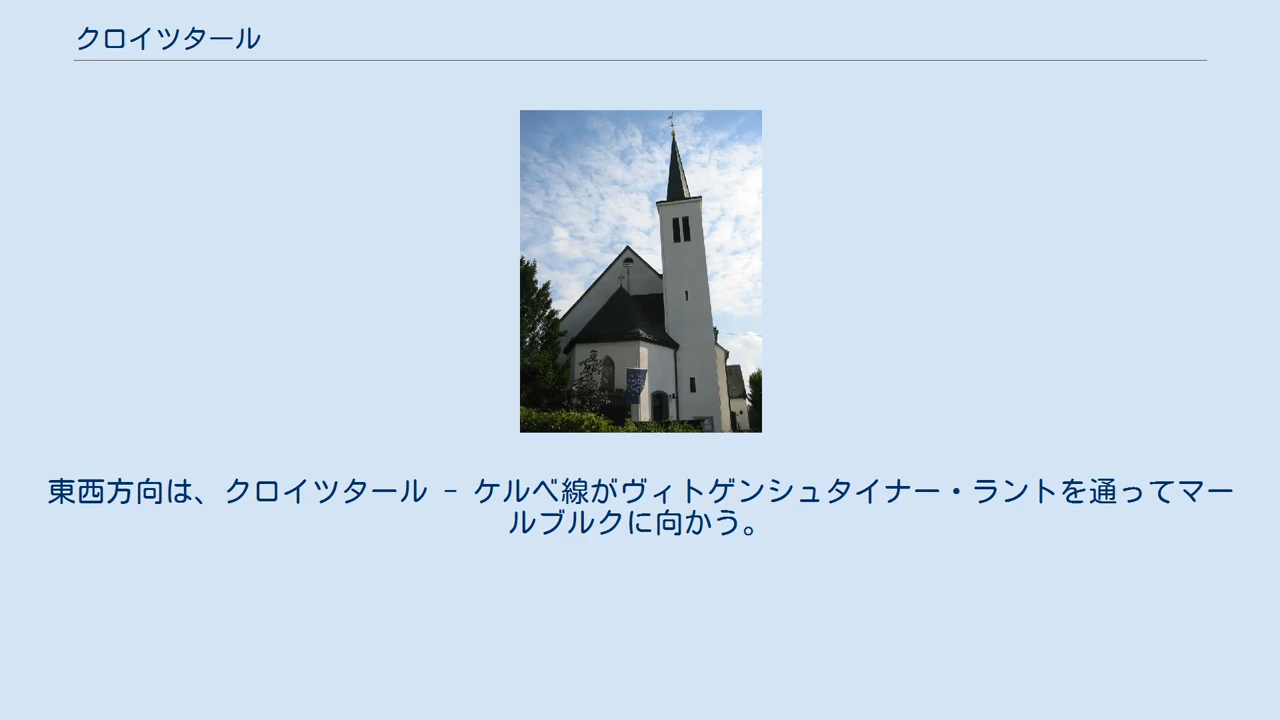 クロイツタール
東西方向は、クロイツタール - ケルベ線がヴィトゲンシュタイナー・ラントを通ってマー
ルブルクに向かう。